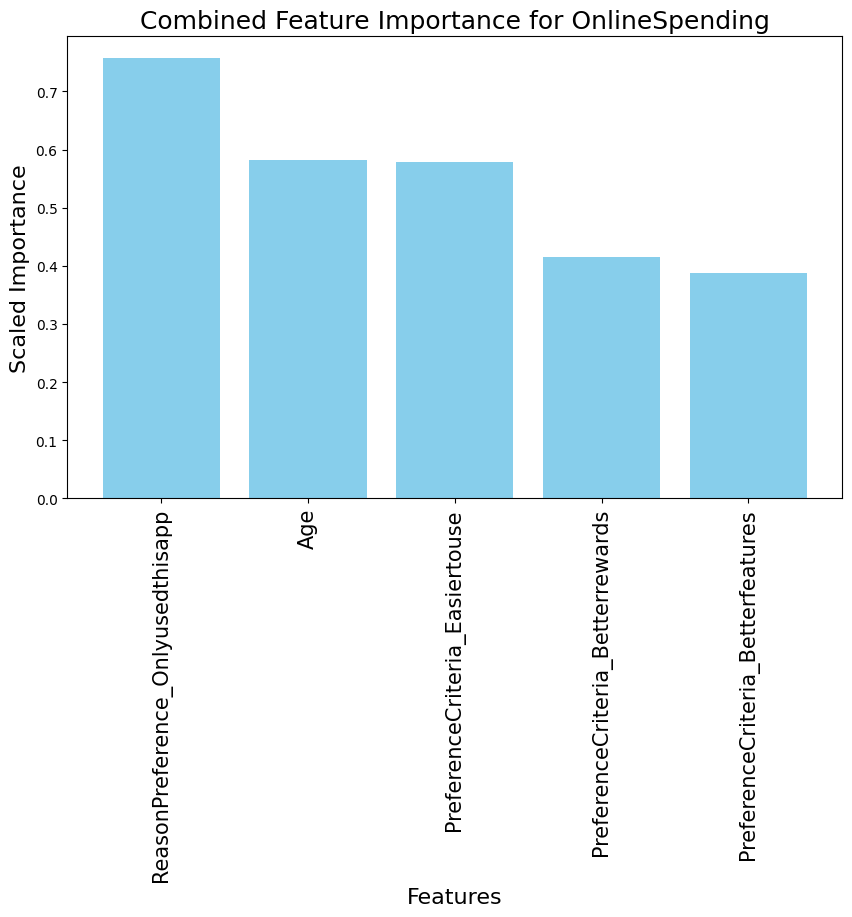 Combined Feature Importance for OnlineSpending
Scaled Importance
0.7
0.6
0.5
0.4
0.3
0.2
0.1
0.0
ReasonPreference_Onlyusedthisapp
Age
PreferenceCriteria_Easiertouse
PreferenceCriteria_Betterrewards
PreferenceCriteria_Betterfeatures
Features